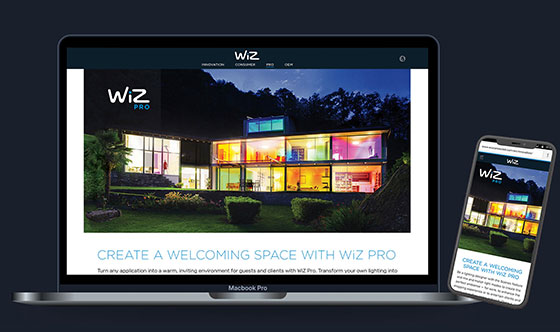 WiZ
INNOVATION CONSUMER PRO OEM
WiZ
PRO
CREATE A WELCOMING SPACE WITH WiZ PRO
Turn any application into a warm, inviting environment for guests and clients with WiZ Pro. Transform your own lighting into
Macbook Pro
WiZ
WiZ
PRO
CREATE A WELCOMING
SPACE WITH WiZ PRO